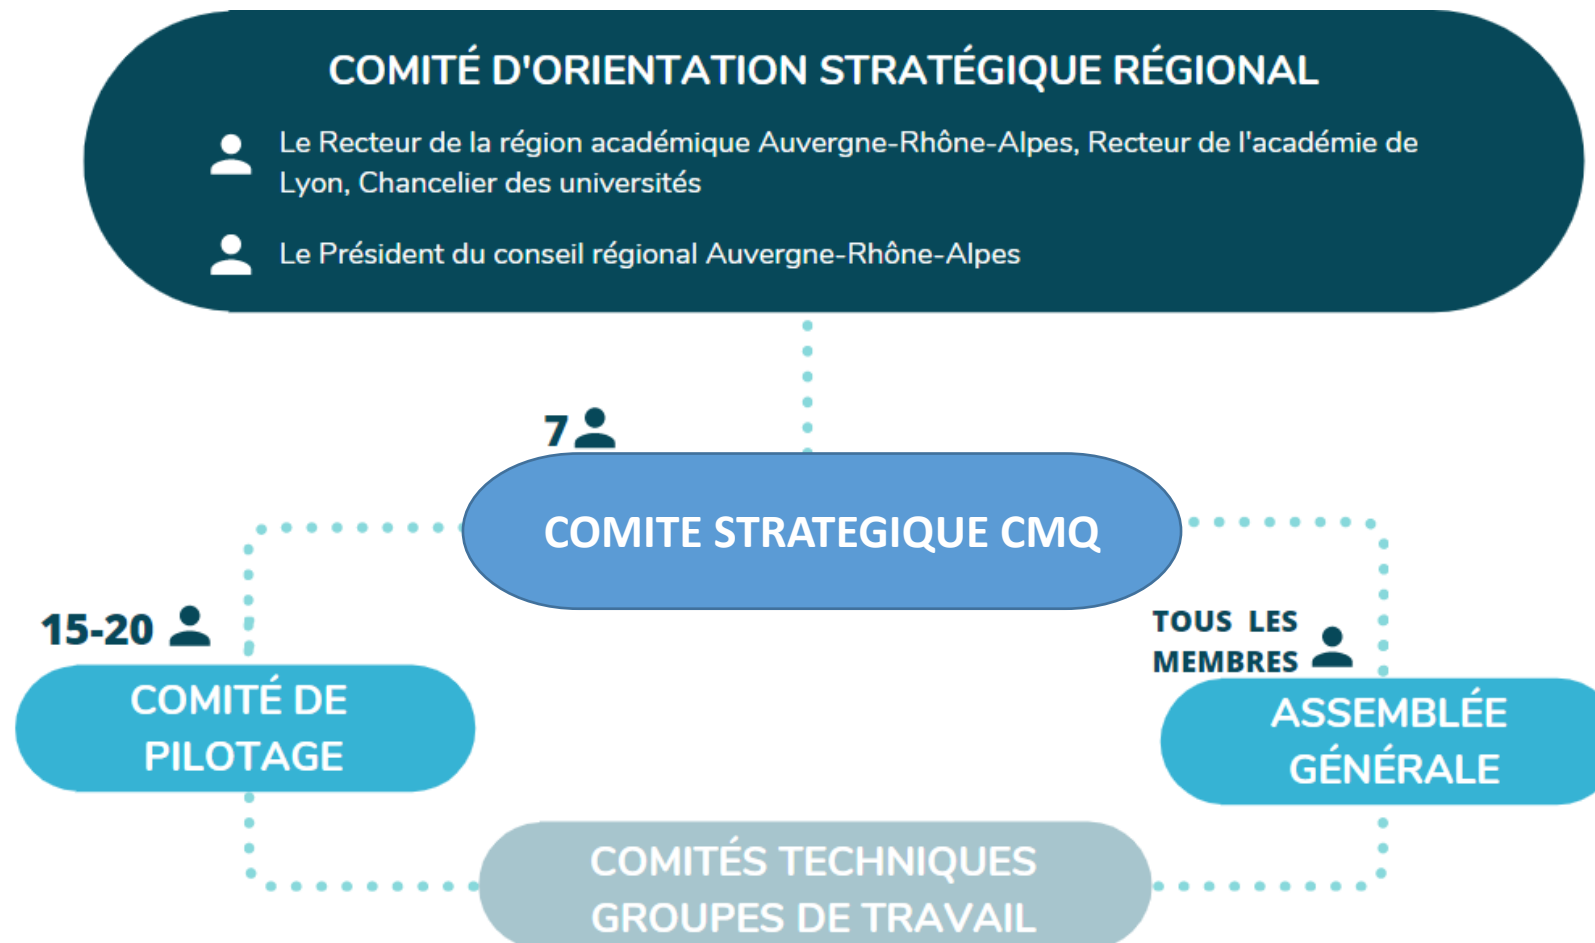 COMITÉ D'ORIENTATION STRATÉGIQUE RÉGIONAL
Le Recteur de la région académique Auvergne-Rhône-Alpes, Recteur de l'académie de
Lyon, Chancelier des universités
Le Président du conseil régional Auvergne-Rhône-Alpes
7
COMITE STRATEGIQUE CMQ
15-20
COMITÉ DE
PILOTAGE
TOUS LES
MEMBRES
ASSEMBLÉE
GÉNÉRALE
COMITÉS TECHNIQUES
GROUPES DE TRAVAIL